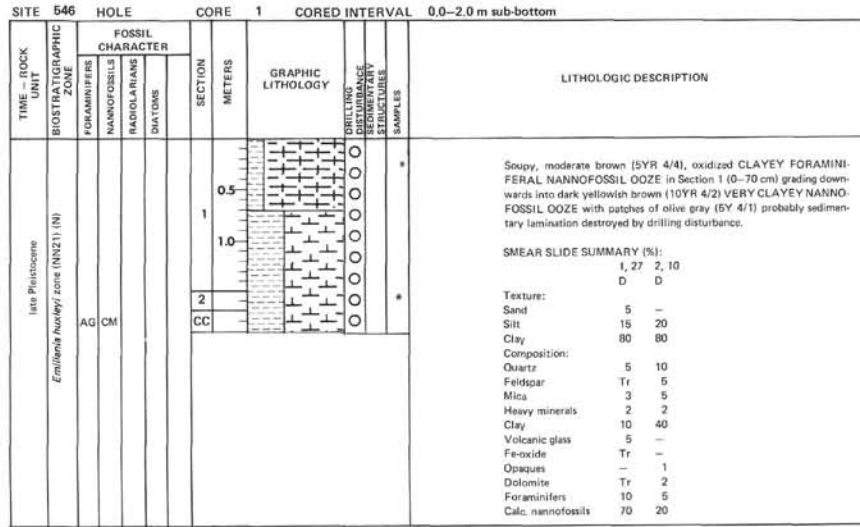 SITE 546 HOLE CORE 1 CORED INTERVAL 0.0–2.0 m sub-bottom
TIME – ROCK UNIT
BIOSTRATIGRAPHIC ZONE
FOSSIL CHARACTER
FORAMINIFERS
NANNOFOSSILS
RADIOLARIANS
DIATOMS
SECTION
METERS
GRAPHIC LITHOLOGY
DRILLING DISTURBANCE
SEDIMENTARY STRUCTURES
SAMPLES
LITHOLOGIC DESCRIPTION
late Pleistocene
Emiliania huxleyi zone (NN21) (N)
AG CM
1
2
CC
0.5
1.0
*
*
Soupy, moderate brown (5YR 4/4), oxidized CLAYEY FORAMINI-
FERAL NANNOFOSSIL OOZE in Section 1 (0–70 cm) grading down-
wards into dark yellowish brown (10YR 4/2) VERY CLAYEY NANNO-
FOSSIL OOZE with patches of olive gray (5Y 4/1) probably sedimen-
tary lamination destroyed by drilling disturbance.
SMEAR SLIDE SUMMARY (%):
1, 27 2, 10
D D
Texture:
Sand 5 –
Silt 15 20
Clay 80 80
Composition:
Quartz 5 10
Feldspar Tr 5
Mica 3 5
Heavy minerals 2 2
Clay 10 40
Volcanic glass 5 –
Fe-oxide Tr –
Opaques – 1
Dolomite Tr 2
Foraminifers 10 5
Calc. nannofossils 70 20